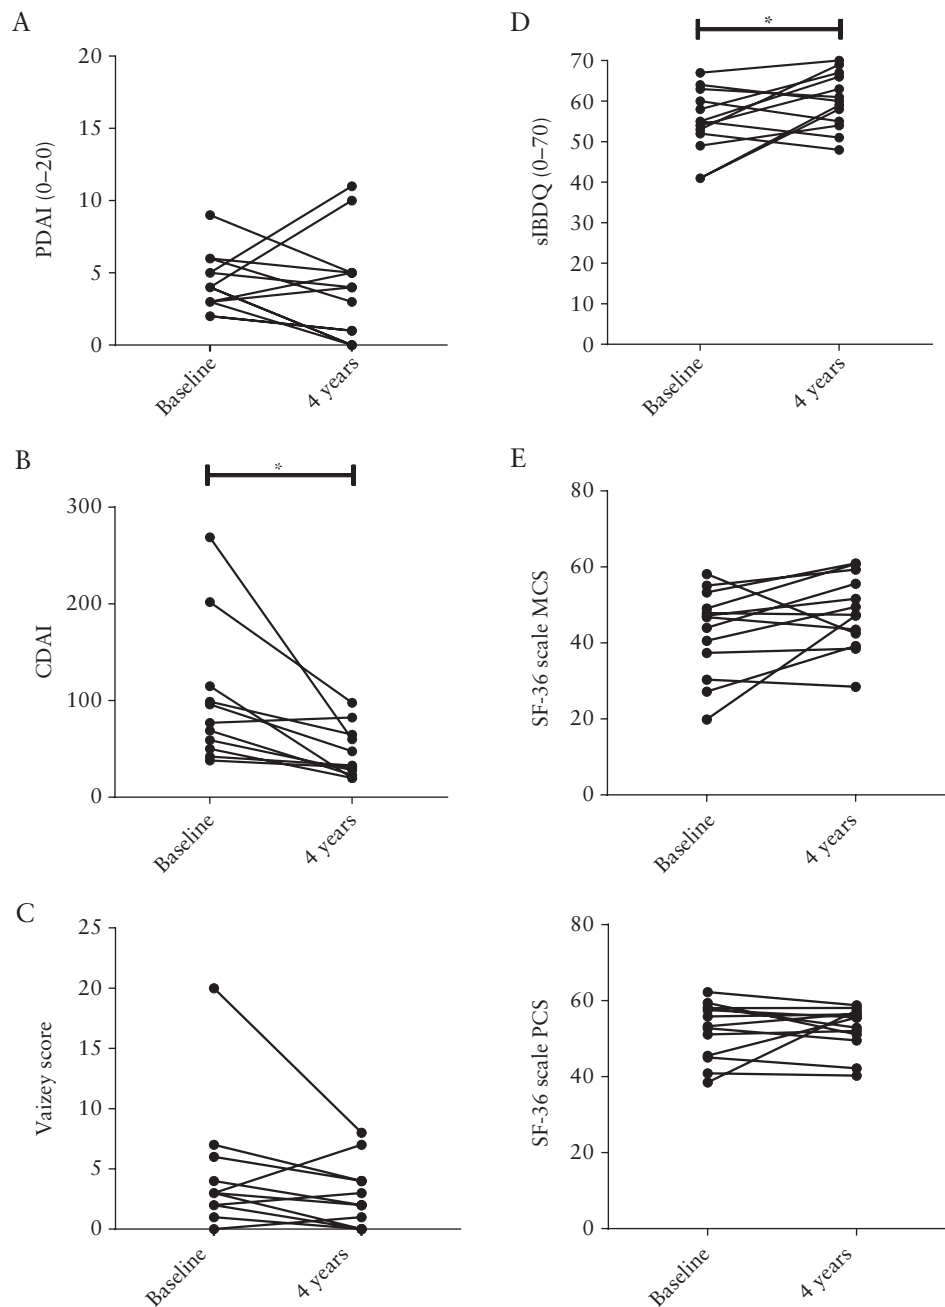 A
PDAI (0–20)
20
15
10
5
0
Baseline
4 years
B
*
CDAI
300
200
100
0
Baseline
4 years
C
Vaizey score
25
20
15
10
5
0
Baseline
4 years
D
*
sIBDQ (0–70)
70
60
50
40
30
20
10
0
Baseline
4 years
E
SF-36 scale MCS
80
60
40
20
0
Baseline
4 years
SF-36 scale PCS
80
60
40
20
0
Baseline
4 years